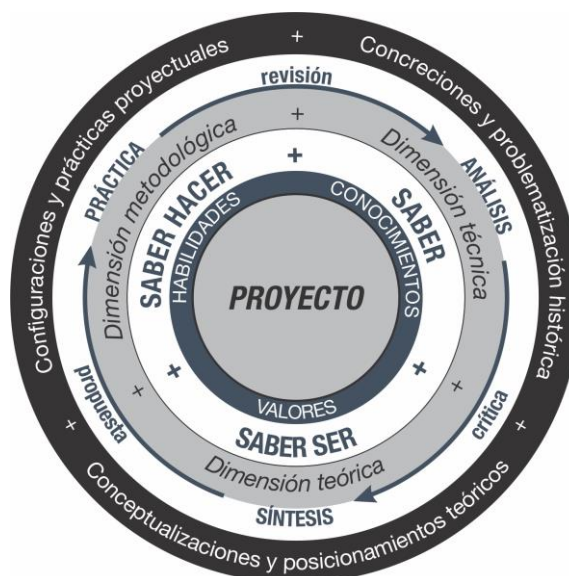 Configuraciones y prácticas proyectuales
+
Concreciones y problematización histórica
+
Conceptualizaciones y posicionamientos teóricos
+
revisión
ANÁLISIS
crítica
SÍNTESIS
propuesta
PRÁCTICA
Dimensión metodológica
+
Dimensión técnica
+
Dimensión teórica
+
SABER HACER
+
SABER
+
SABER SER
+
HABILIDADES
CONOCIMIENTOS
VALORES
PROYECTO